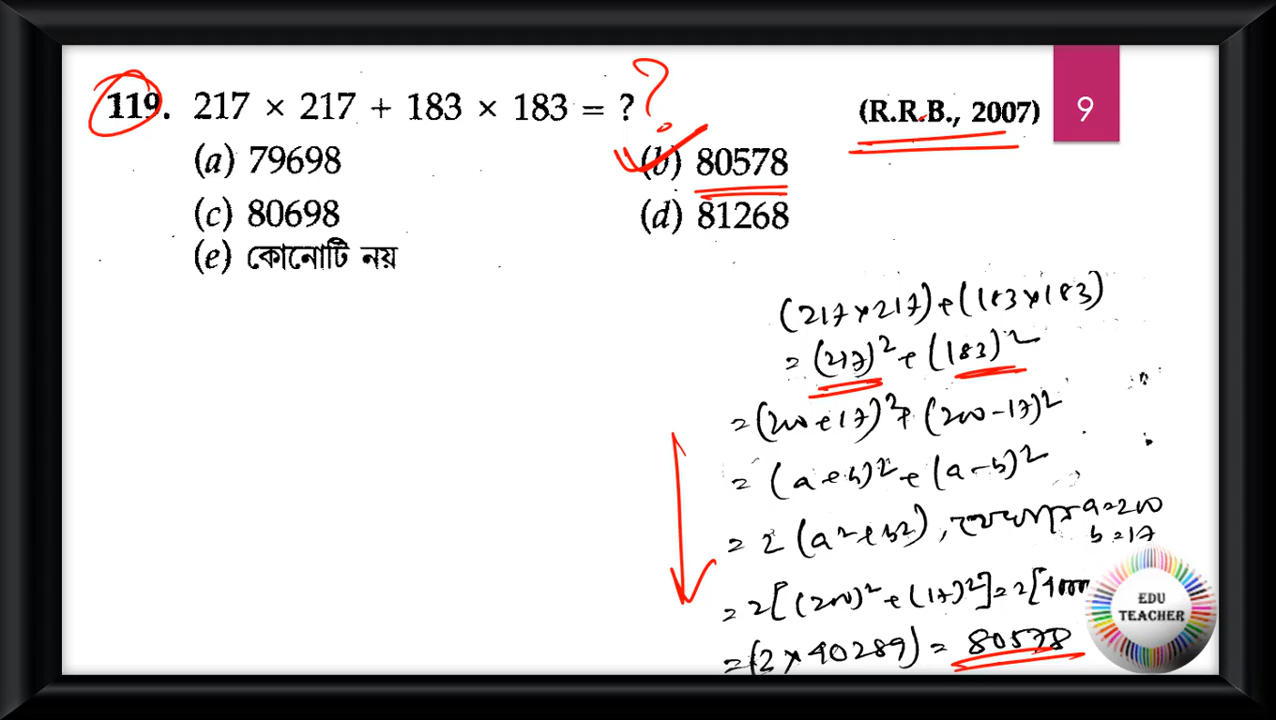 119. 217 × 217 + 183 × 183 = ? ?
(R.R.B., 2007)
9
(a) 79698
(b) 80578
(c) 80698
(d) 81268
(e) কোনোটি নয়
(217×217)+(183×183)
= (217)² + (183)²
= (200+17)² + (200-17)²
= (a+b)² + (a-b)²
= 2 (a²+b²), a=200
b=17
= 2[(200)² + (17)²] = 2[4000
= (2 × 40289) = 80578
EDU
TEACHER